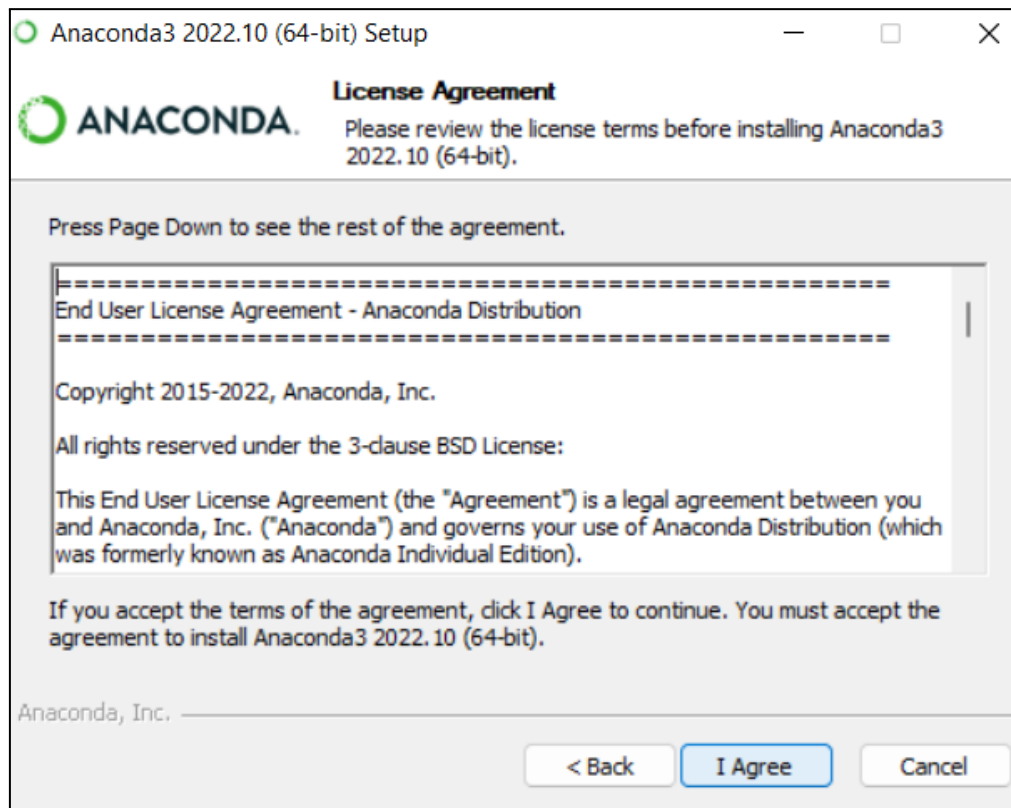 Anaconda3 2022.10 (64-bit) Setup
ANACONDA.
License Agreement
Please review the license terms before installing Anaconda3
2022.10 (64-bit).
Press Page Down to see the rest of the agreement.
==================================================
End User License Agreement - Anaconda Distribution
==================================================
Copyright 2015-2022, Anaconda, Inc.
All rights reserved under the 3-clause BSD License:
This End User License Agreement (the "Agreement") is a legal agreement between you
and Anaconda, Inc. ("Anaconda") and governs your use of Anaconda Distribution (which
was formerly known as Anaconda Individual Edition).
If you accept the terms of the agreement, click I Agree to continue. You must accept the
agreement to install Anaconda3 2022.10 (64-bit).
Anaconda, Inc.
< Back
I Agree
Cancel